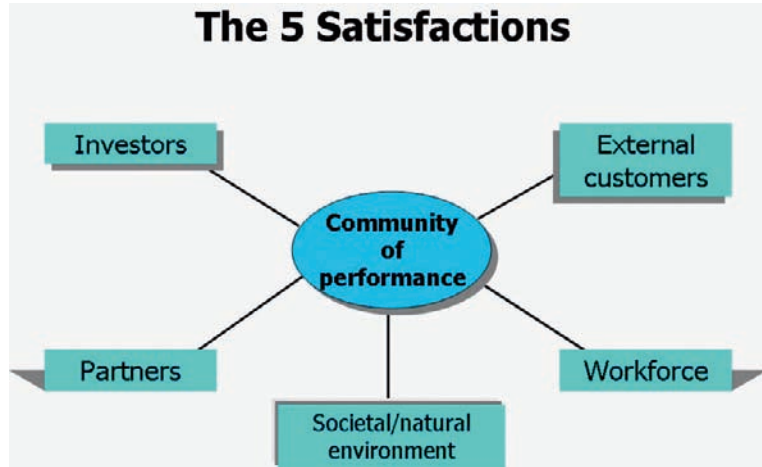 The 5 Satisfactions
Investors
External
customers
Community
of
performance
Partners
Workforce
Societal/natural
environment